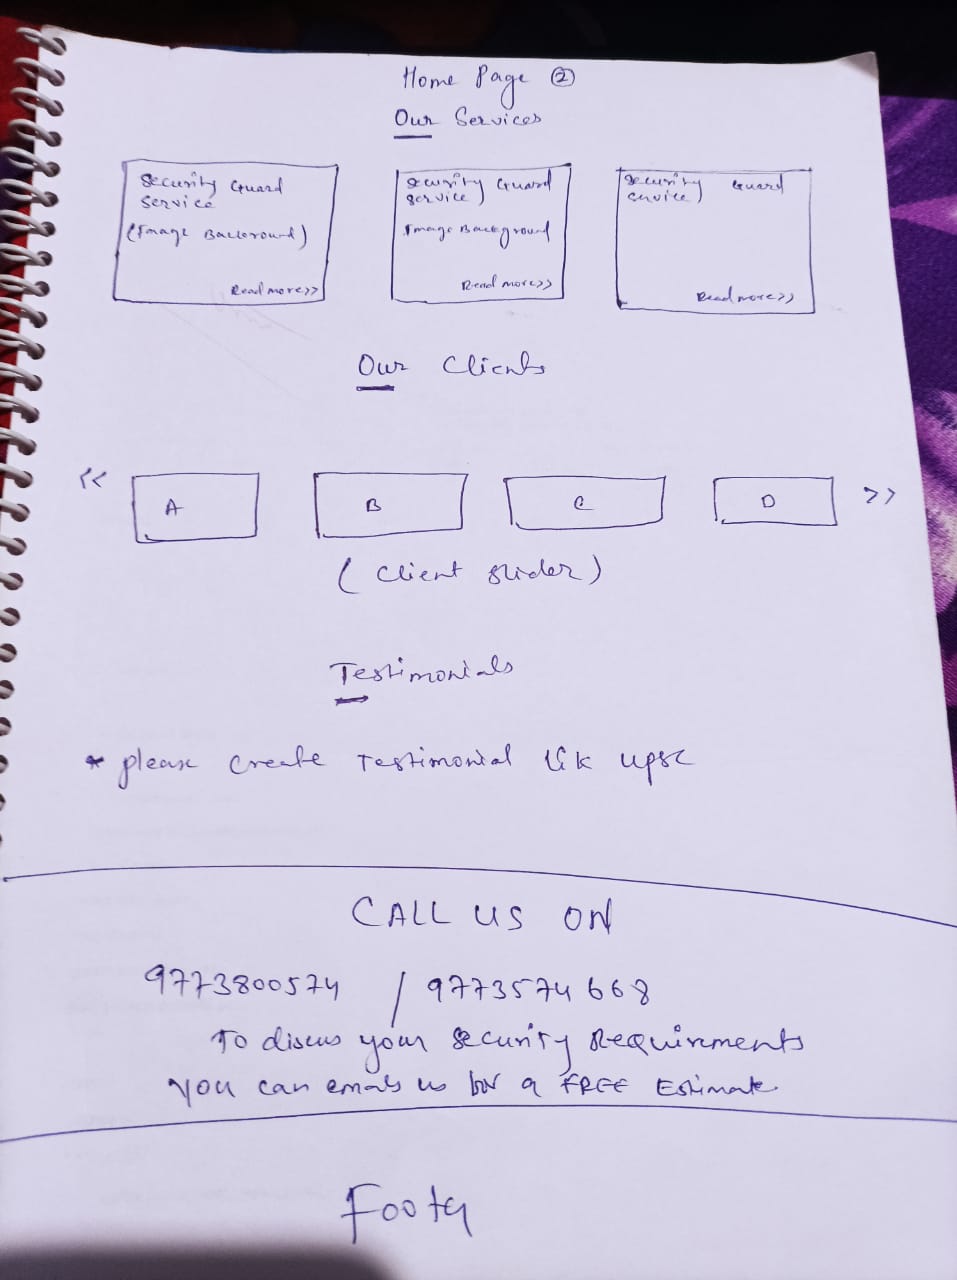 Home Page ②
Our Services
Security Guard
Service
(Image Background)
Read more>>
Security Guard
Service)
Image Background
Read more>>
Security Guard
Service)
Read more>>
Our Clients
<< A B C D >>
(Client slider)
Testimonials
* please create Testimonial lik upsc
CALL US ON
9773800574 / 9773574668
To discus your Security Requirments
You can email us for a FREE Estimate
Footer